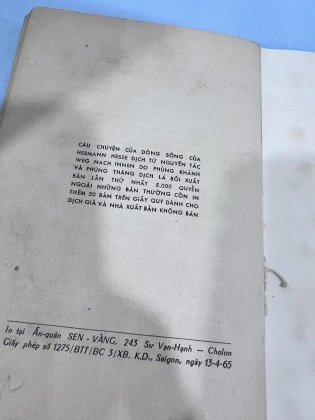 CÂU CHUYỆN CỦA DÒNG SÔNG CỦA
HERMANN HESSE DỊCH TỪ NGUYÊN TÁC
WEG NACH INNEN DO PHÙNG KHÁNH
VÀ PHÙNG THĂNG DỊCH LÁ BỐI XUẤT
BẢN LẦN THỨ NHẤT 5.000 QUYỂN
NGOÀI NHỮNG BẢN THƯỜNG CÒN IN
THÊM 50 BẢN TRÊN GIẤY QUÝ DÀNH CHO
DỊCH GIẢ VÀ NHÀ XUẤT BẢN KHÔNG BÁN
In tại Ấn-quán SEN - VÀNG, 243 Sư Vạn-Hạnh — Cholon
Giấy phép số 1275/BTT/BC 3/XB. K.D., Saigon, ngày 13-4-65